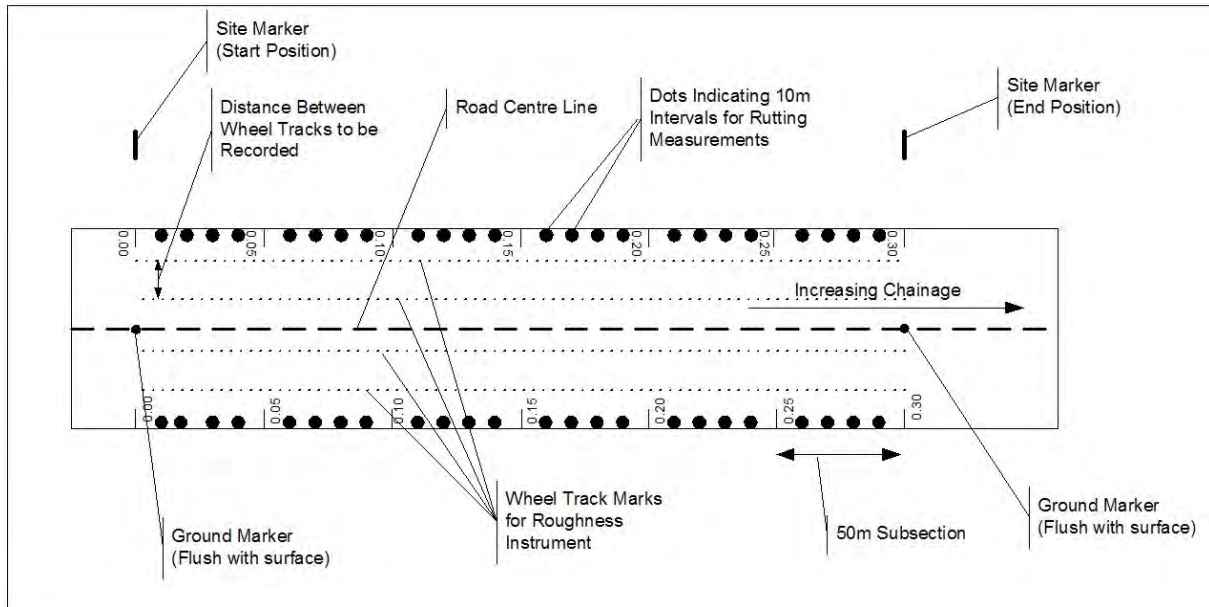 Site Marker
(Start Position)
Distance Between
Wheel Tracks to be
Recorded
Road Centre Line
Dots Indicating 10m
Intervals for Rutting
Measurements
Site Marker
(End Position)
0.00
0.05
0.10
0.15
0.20
0.25
0.30
Increasing Chainage
0.00
0.05
0.10
0.15
0.20
0.25
0.30
Ground Marker
(Flush with surface)
Wheel Track Marks
for Roughness
Instrument
50m Subsection
Ground Marker
(Flush with surface)